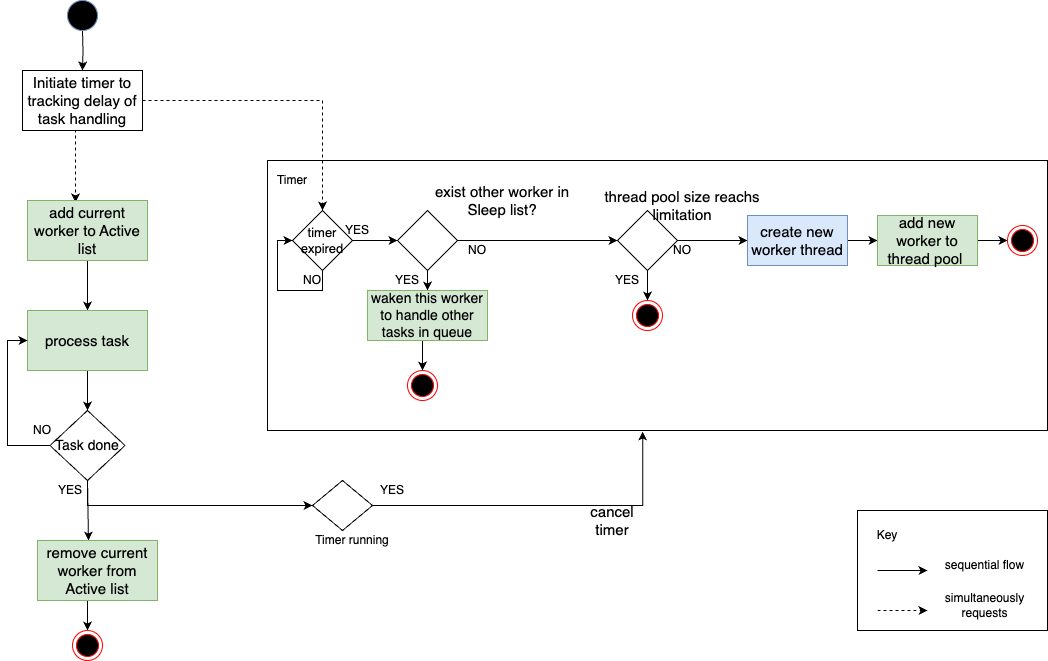 Initiate timer to
tracking delay of
task handling
Timer
exist other worker in
Sleep list?
thread pool size reachs
limitation
timer
expired
YES
NO
NO
NO
create new
worker thread
add new
worker to
thread pool
add current
worker to Active
list
YES
YES
waken this worker
to handle other
tasks in queue
process task
NO
Task done
YES
YES
Timer running
cancel
timer
remove current
worker from
Active list
Key
sequential flow
simultaneously
requests